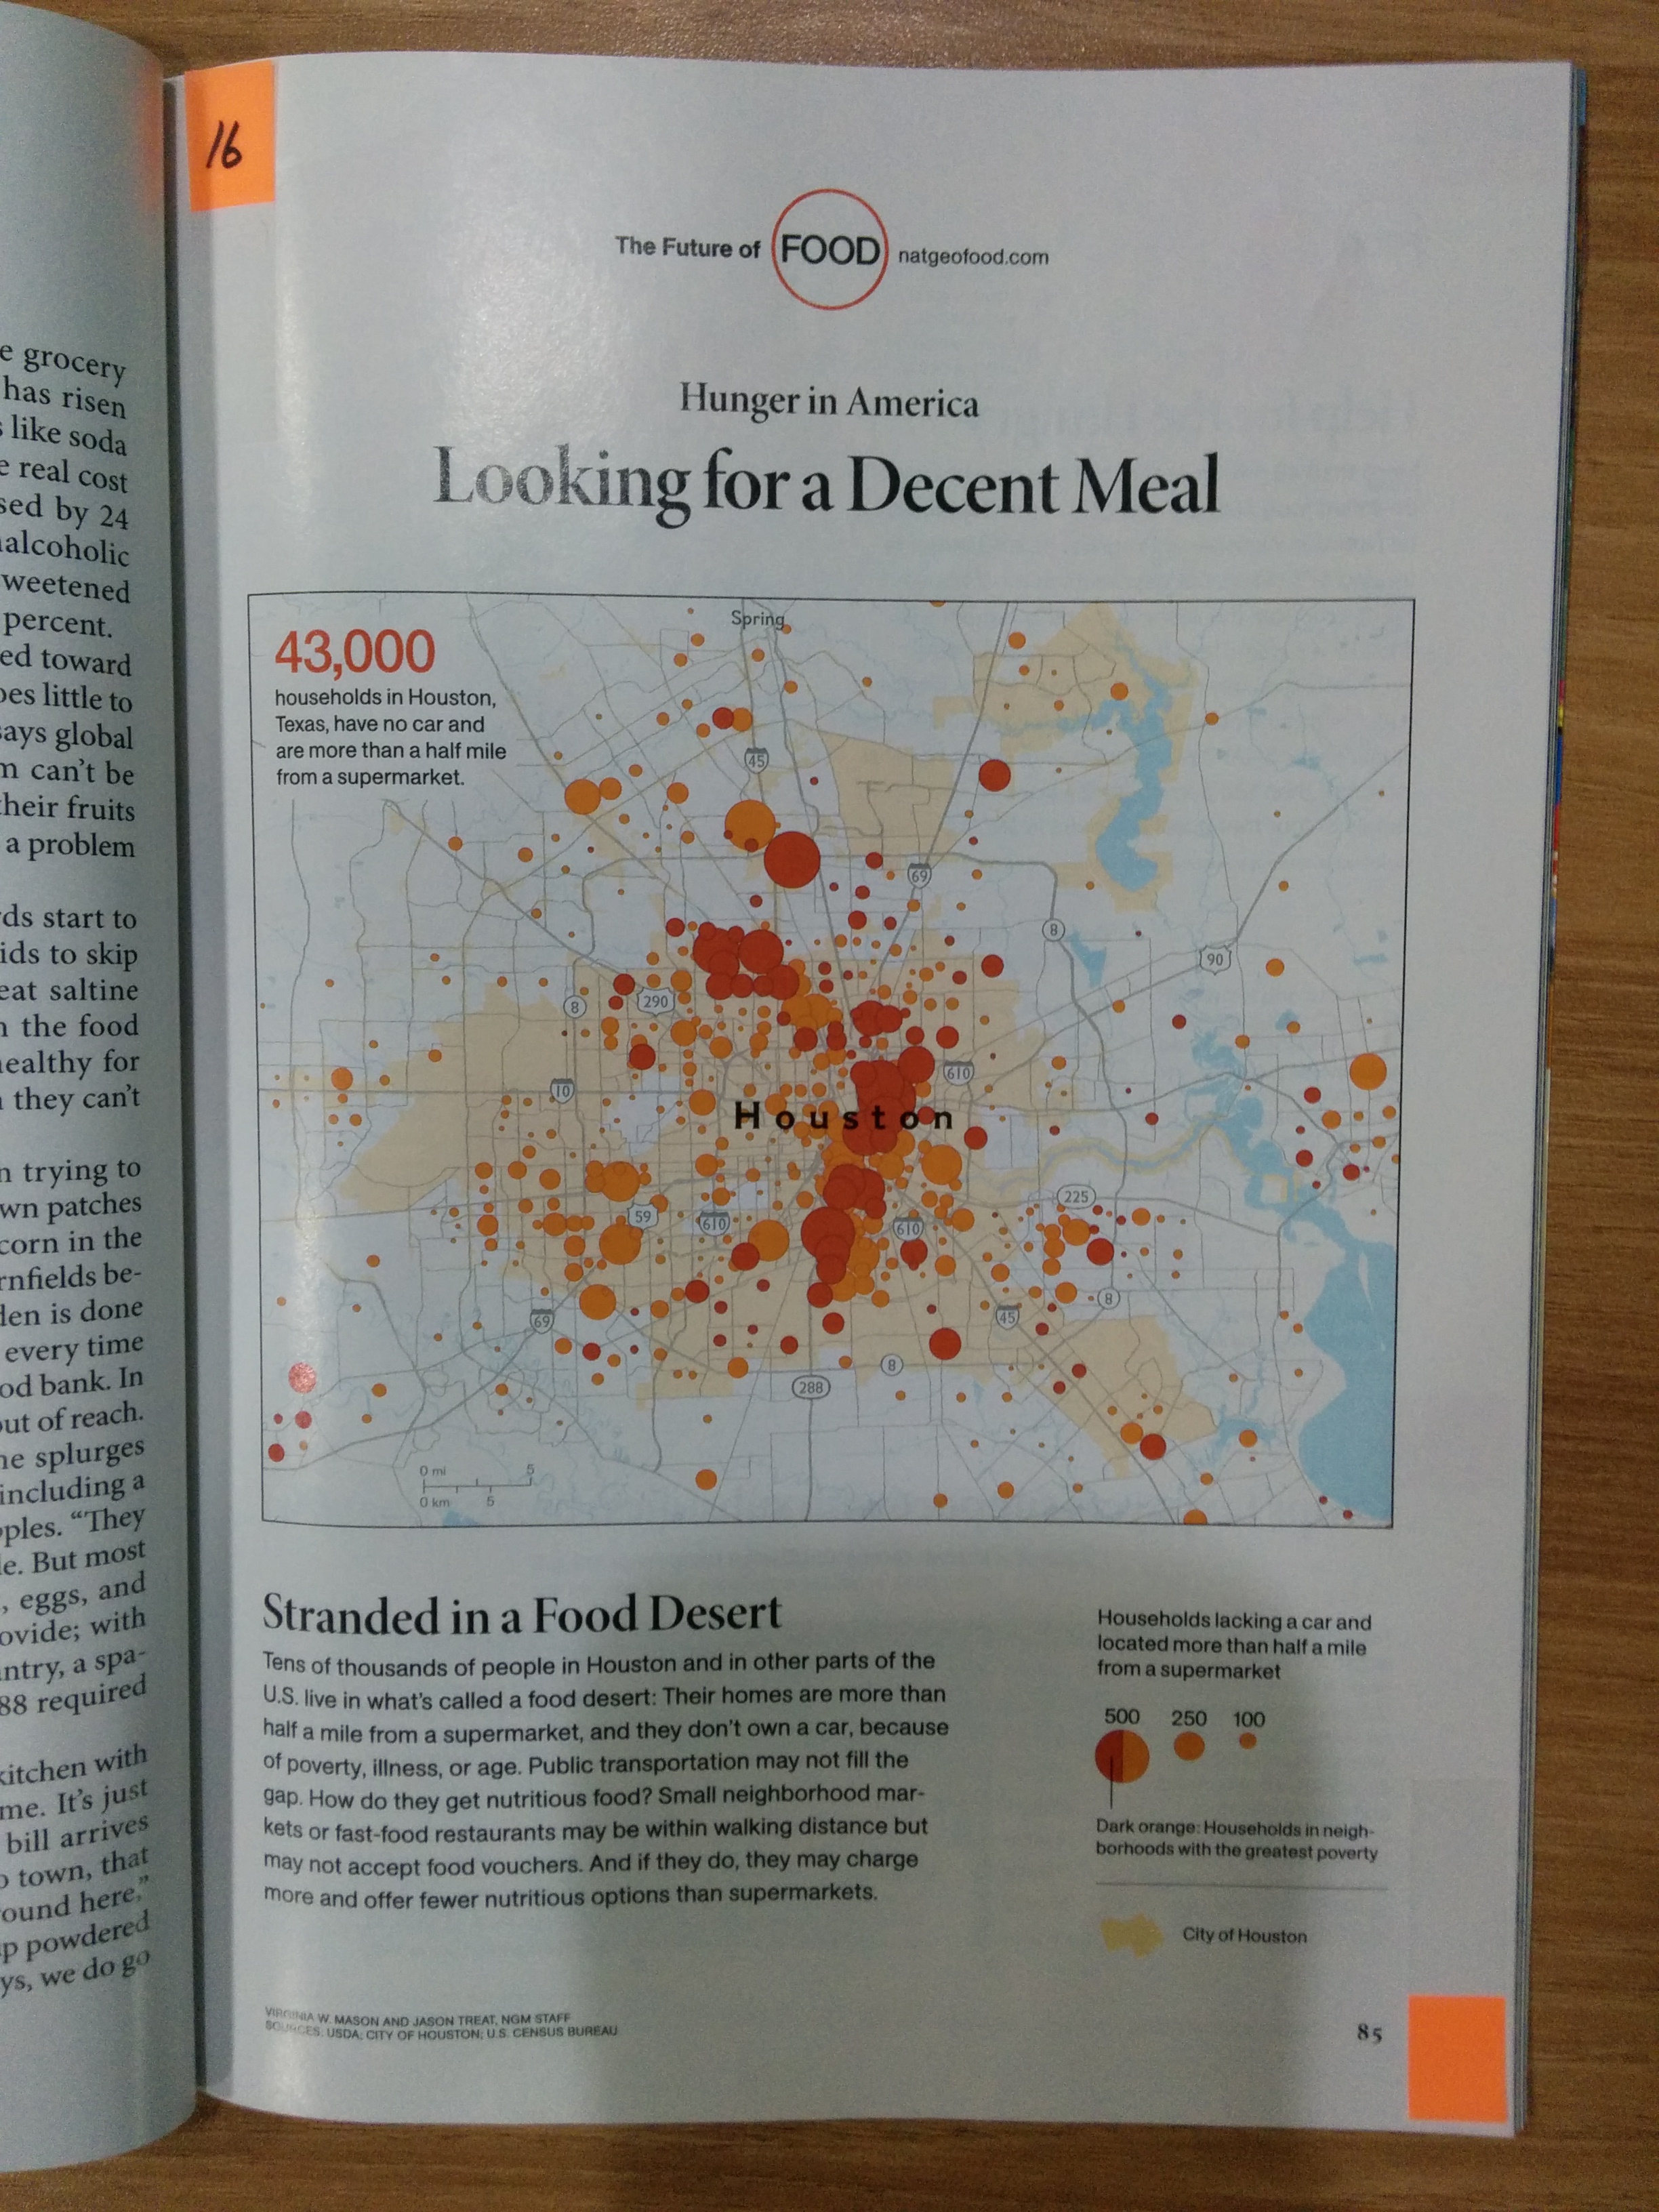 e grocery
has risen
like soda
e real cost
sed by 24
alcoholic
weetened
percent.
ed toward
oes little to
says global
m can't be
their fruits
a problem
rds start to
ids to skip
eat saltine
n the food
healthy for
they can't
n trying to
wn patches
corn in the
rnfields be-
den is done
every time
od bank. In
out of reach.
ne splurges
including a
ples. “They
le. But most
, eggs, and
ovide; with
ntry, a spa-
88 required
kitchen with
me. It's just
bill arrives
o town, that
ound here,”
p powdered
ys, we do go
16
The Future of FOOD natgeofood.com
Hunger in America
Looking for a Decent Meal
43,000
households in Houston,
Texas, have no car and
are more than a half mile
from a supermarket.
Spring
45
69
8
90
8
290
10
610
Houston
225
59
610
610
69
45
8
8
288
0 mi 5
0 km 5
Stranded in a Food Desert
Tens of thousands of people in Houston and in other parts of the
U.S. live in what's called a food desert: Their homes are more than
half a mile from a supermarket, and they don't own a car, because
of poverty, illness, or age. Public transportation may not fill the
gap. How do they get nutritious food? Small neighborhood mar-
kets or fast-food restaurants may be within walking distance but
may not accept food vouchers. And if they do, they may charge
more and offer fewer nutritious options than supermarkets.
Households lacking a car and
located more than half a mile
from a supermarket
500 250 100
Dark orange: Households in neigh-
borhoods with the greatest poverty
City of Houston
VIRGINIA W. MASON AND JASON TREAT, NGM STAFF
SOURCES: USDA; CITY OF HOUSTON; U.S. CENSUS BUREAU
85